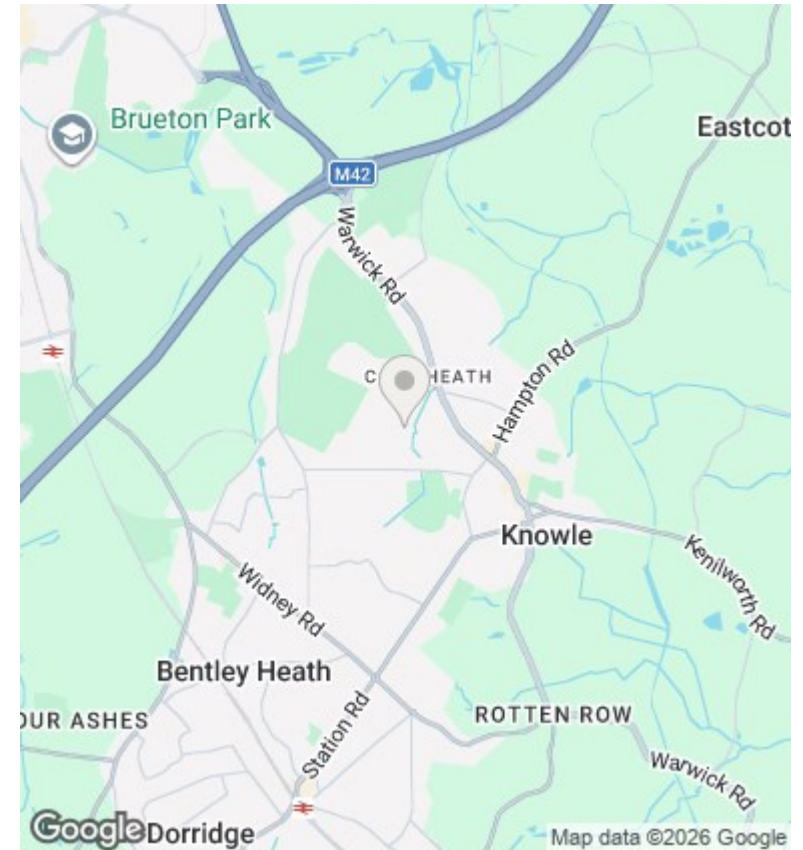 Brueton Park
Eastcot
M42
Warwick Rd
HEATH
Hampton Rd
Knowle
Kenilworth Rd
Widney Rd
Bentley Heath
OUR ASHES
Station Rd
ROTTEN ROW
Warwick Rd
Google
Dorridge
Map data ©2026 Google